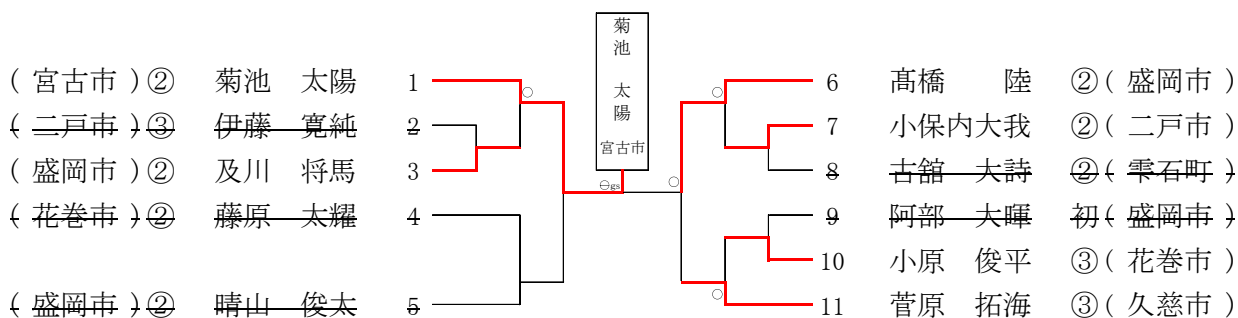 菊池 太陽 宮古市
( 宮古市 ) ② 菊池 太陽 1
( 二戸市 ) ③ 伊藤 寛純 2
( 盛岡市 ) ② 及川 将馬 3
( 花巻市 ) ② 藤原 太耀 4
( 盛岡市 ) ② 晴山 俊太 5
○
⊖gs
○
○
○
6 髙橋 陸 ② ( 盛岡市 )
7 小保内大我 ② ( 二戸市 )
8 古舘 大詩 ② ( 雫石町 )
9 阿部 大暉 初 ( 盛岡市 )
10 小原 俊平 ③ ( 花巻市 )
11 菅原 拓海 ③ ( 久慈市 )